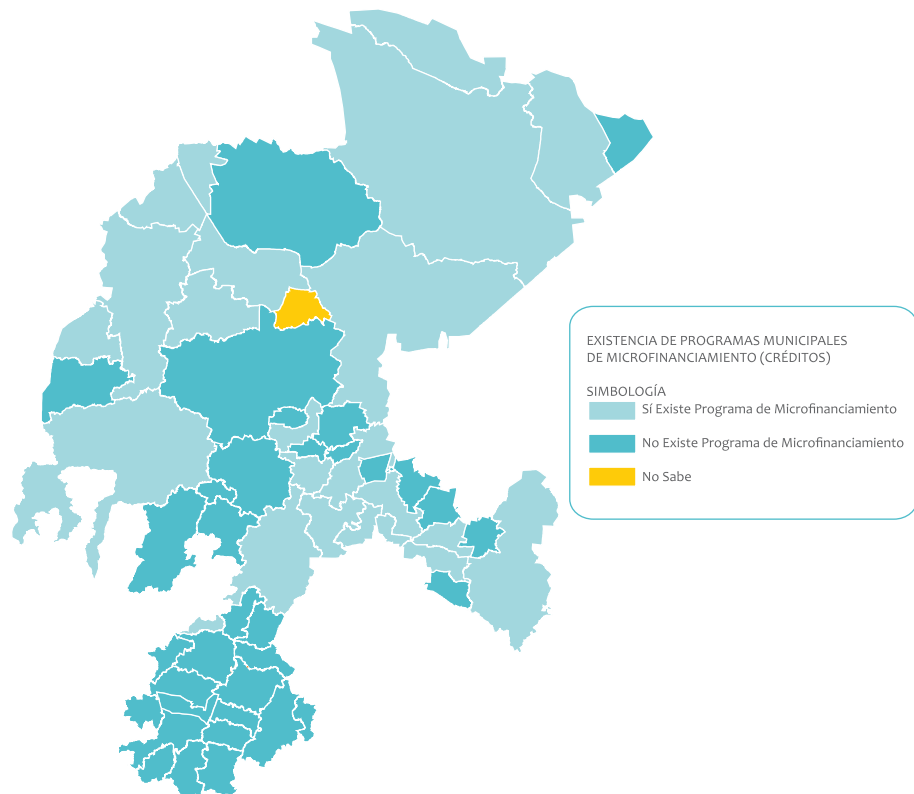 EXISTENCIA DE PROGRAMAS MUNICIPALES
DE MICROFINANCIAMIENTO (CRÉDITOS)
SIMBOLOGÍA
Sí Existe Programa de Microfinanciamiento
No Existe Programa de Microfinanciamiento
No Sabe